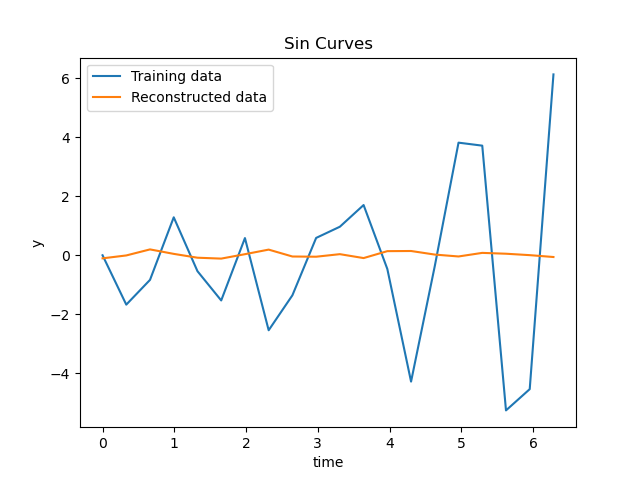 Sin Curves
Training data
Reconstructed data
6
4
2
0
−2
−4
y
0 1 2 3 4 5 6
time